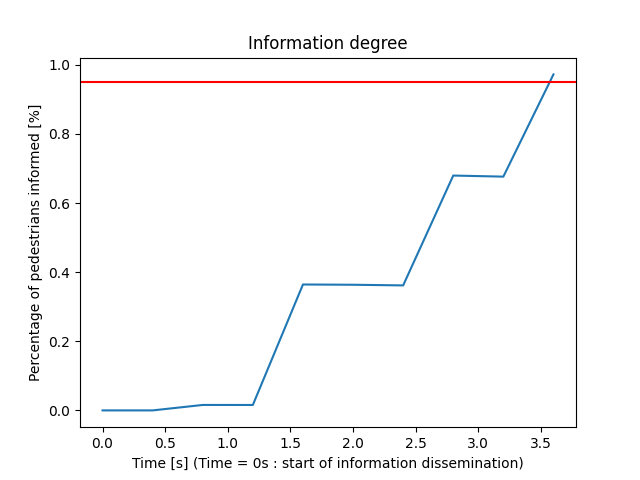 Information degree
Percentage of pedestrians informed [%]
1.0
0.8
0.6
0.4
0.2
0.0
0.0 0.5 1.0 1.5 2.0 2.5 3.0 3.5
Time [s] (Time = 0s : start of information dissemination)